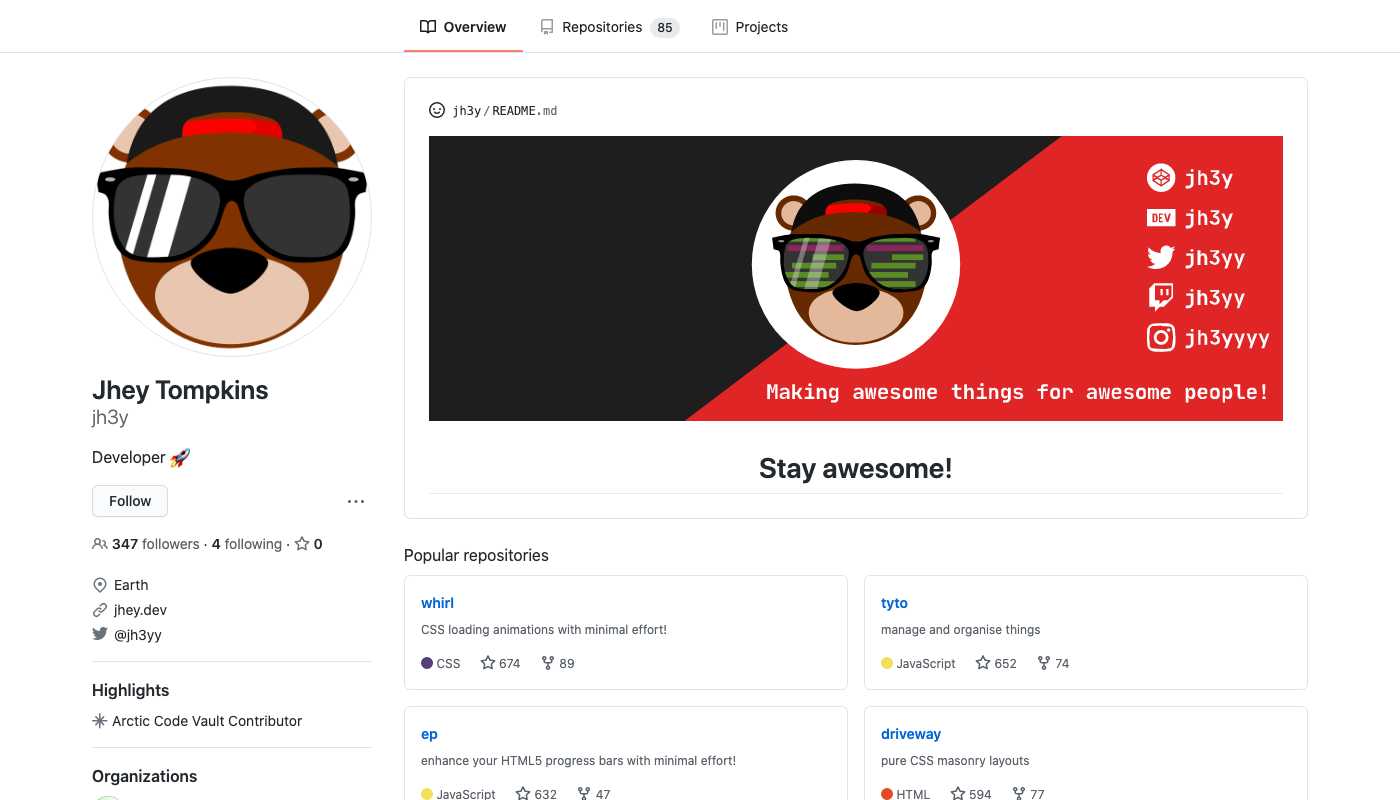 Overview
Repositories 85
Projects
jh3y/README.md
jh3y
DEV jh3y
jh3yy
jh3yy
jh3yyyy
Making awesome things for awesome people!
Stay awesome!
Jhey Tompkins
jh3y
Developer 🚀
Follow
347 followers · 4 following · 0
Earth
jhey.dev
@jh3yy
Highlights
Arctic Code Vault Contributor
Organizations
Popular repositories
whirl
CSS loading animations with minimal effort!
CSS 674 89
tyto
manage and organise things
JavaScript 652 74
ep
enhance your HTML5 progress bars with minimal effort!
JavaScript 632 47
driveway
pure CSS masonry layouts
HTML 594 77